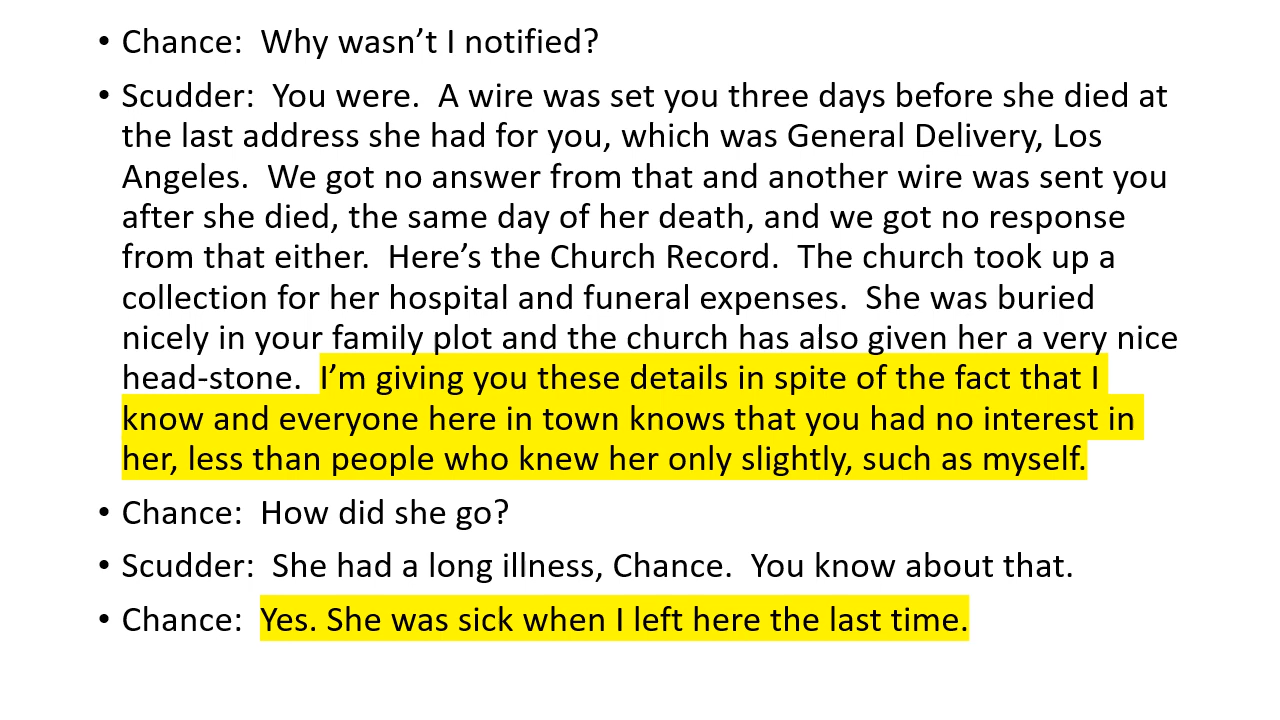 • Chance:  Why wasn’t I notified?
• Scudder:  You were.  A wire was set you three days before she died at
the last address she had for you, which was General Delivery, Los
Angeles.  We got no answer from that and another wire was sent you
after she died, the same day of her death, and we got no response
from that either.  Here’s the Church Record.  The church took up a
collection for her hospital and funeral expenses.  She was buried
nicely in your family plot and the church has also given her a very nice
head-stone.  I’m giving you these details in spite of the fact that I
know and everyone here in town knows that you had no interest in
her, less than people who knew her only slightly, such as myself.
• Chance:  How did she go?
• Scudder:  She had a long illness, Chance.  You know about that.
• Chance:  Yes. She was sick when I left here the last time.